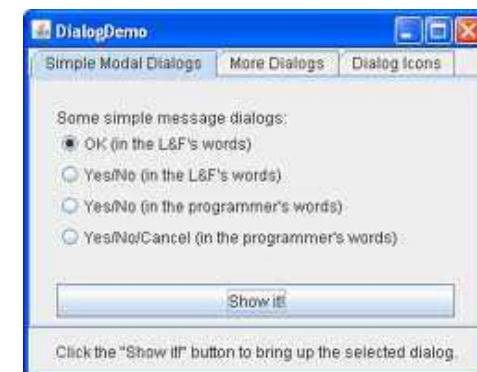 DialogDemo
Simple Modal Dialogs More Dialogs Dialog Icons
Some simple message dialogs:
OK (in the L&F's words)
Yes/No (in the L&F's words)
Yes/No (in the programmer's words)
Yes/No/Cancel (in the programmer's words)
Show it!
Click the "Show it!" button to bring up the selected dialog.